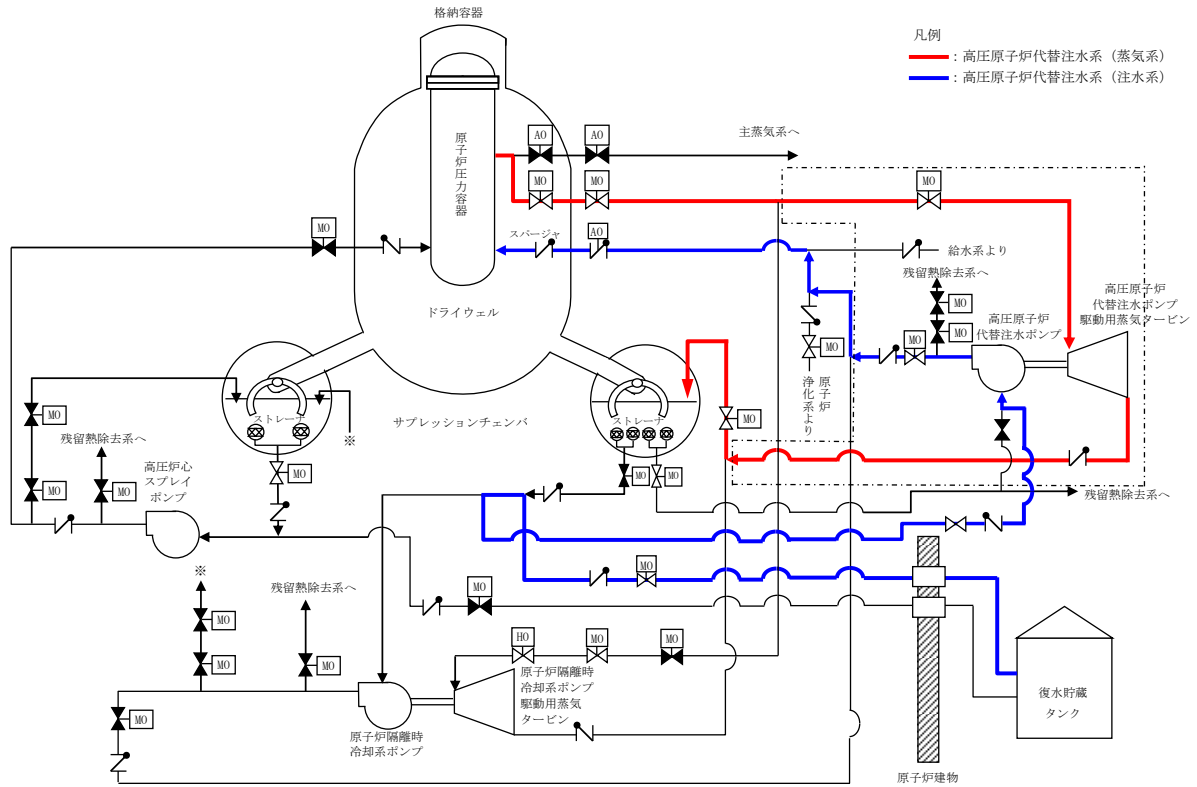 格納容器
凡例
：高圧原子炉代替注水系（蒸気系）
：高圧原子炉代替注水系（注水系）
原子炉圧力容器
AO
AO
主蒸気系へ
MO
MO
MO
MO
スパージャ
AO
給水系より
残留熱除去系へ
MO
高圧原子炉
代替注水ポンプ
駆動用蒸気タービン
ドライウェル
高圧原子炉
代替注水ポンプ
MO
MO
MO
原子炉
浄化系より
MO
ストレーナ
ストレーナ
サプレッションチェンバ
MO
※
残留熱除去系へ
高圧炉心
スプレイ
ポンプ
MO
MO
MO
MO
MO
残留熱除去系へ
※
残留熱除去系へ
MO
MO
MO
MO
MO
HO
MO
MO
原子炉隔離時
冷却系ポンプ
駆動用蒸気
タービン
MO
原子炉隔離時
冷却系ポンプ
復水貯蔵
タンク
原子炉建物